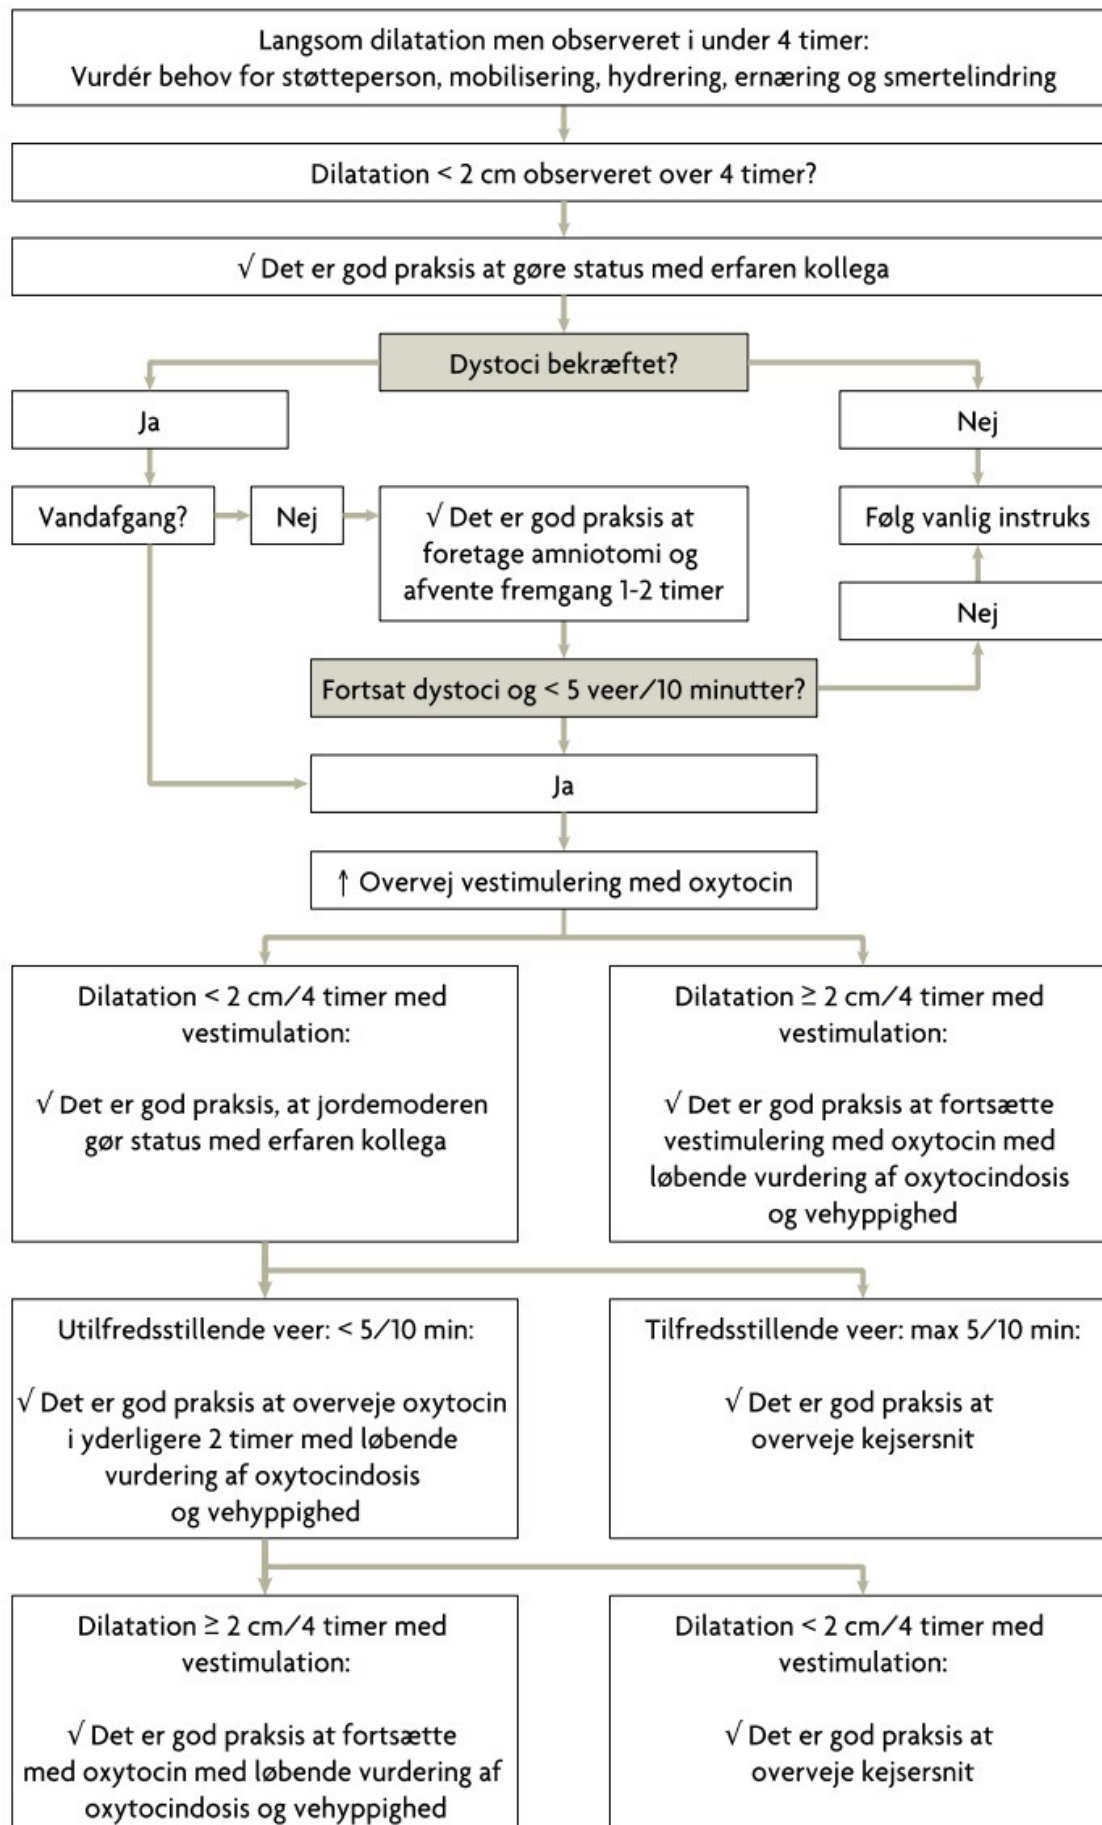 Langsom dilatation men observeret i under 4 timer:
Vurdér behov for støtteperson, mobilisering, hydrering, ernæring og smertelindring
Dilatation < 2 cm observeret over 4 timer?
√ Det er god praksis at gøre status med erfaren kollega
Dystoci bekræftet?
Ja
Nej
Vandafgang?
Nej
√ Det er god praksis at
foretage amniotomi og
afvente fremgang 1-2 timer
Følg vanlig instruks
Nej
Fortsat dystoci og < 5 veer/10 minutter?
Ja
↑ Overvej vestimulering med oxytocin
Dilatation < 2 cm/4 timer med
vestimulation:
√ Det er god praksis, at jordemoderen
gør status med erfaren kollega
Dilatation ≥ 2 cm/4 timer med
vestimulation:
√ Det er god praksis at fortsætte
vestimulering med oxytocin med
løbende vurdering af oxytocindosis
og vehyppighed
Utilfredsstillende veer: < 5/10 min:
√ Det er god praksis at overveje oxytocin
i yderligere 2 timer med løbende
vurdering af oxytocindosis
og vehyppighed
Tilfredsstillende veer: max 5/10 min:
√ Det er god praksis at
overveje kejsersnit
Dilatation ≥ 2 cm/4 timer med
vestimulation:
√ Det er god praksis at fortsætte
med oxytocin med løbende vurdering af
oxytocindosis og vehyppighed
Dilatation < 2 cm/4 timer med
vestimulation:
√ Det er god praksis at
overveje kejsersnit